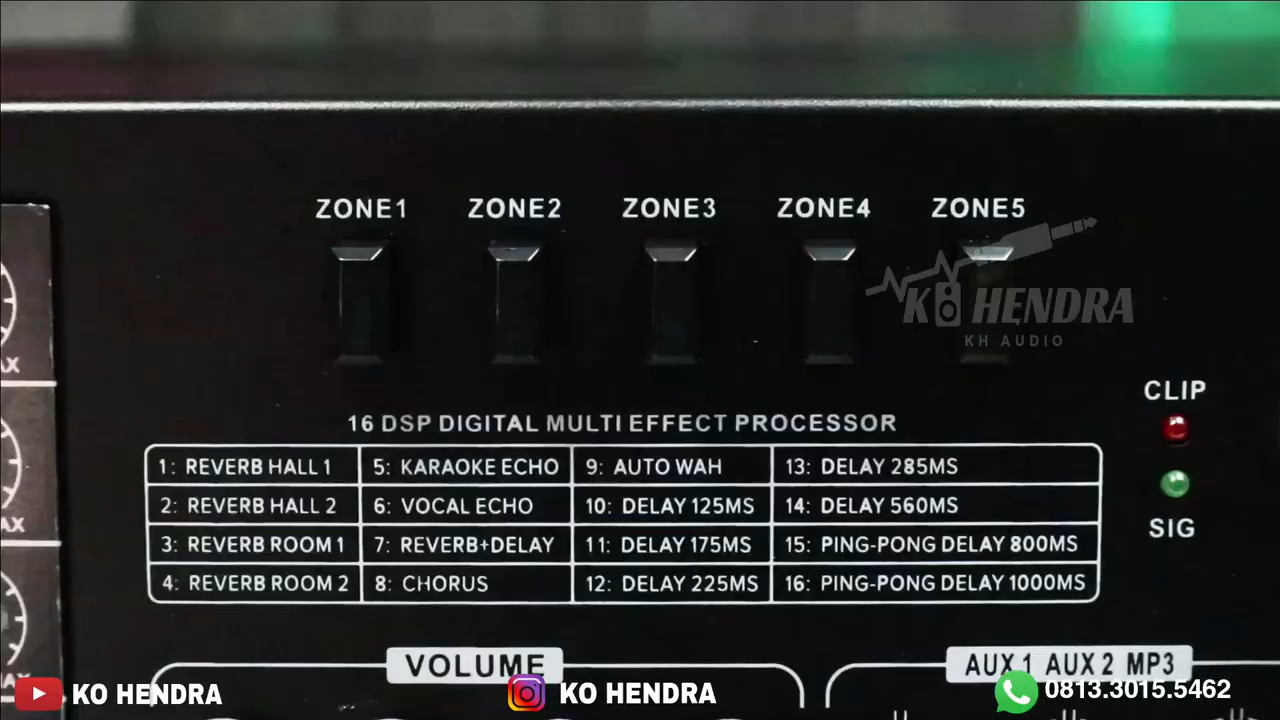 ZONE1 ZONE2 ZONE3 ZONE4 ZONE5
KO HENDRA
KH AUDIO
CLIP
SIG
16 DSP DIGITAL MULTI EFFECT PROCESSOR
1: REVERB HALL 1 5: KARAOKE ECHO 9: AUTO WAH 13: DELAY 285MS
2: REVERB HALL 2 6: VOCAL ECHO 10: DELAY 125MS 14: DELAY 560MS
3: REVERB ROOM 1 7: REVERB+DELAY 11: DELAY 175MS 15: PING-PONG DELAY 800MS
4: REVERB ROOM 2 8: CHORUS 12: DELAY 225MS 16: PING-PONG DELAY 1000MS
VOLUME
AUX 1 AUX 2 MP3
KO HENDRA
KO HENDRA
0813.3015.5462